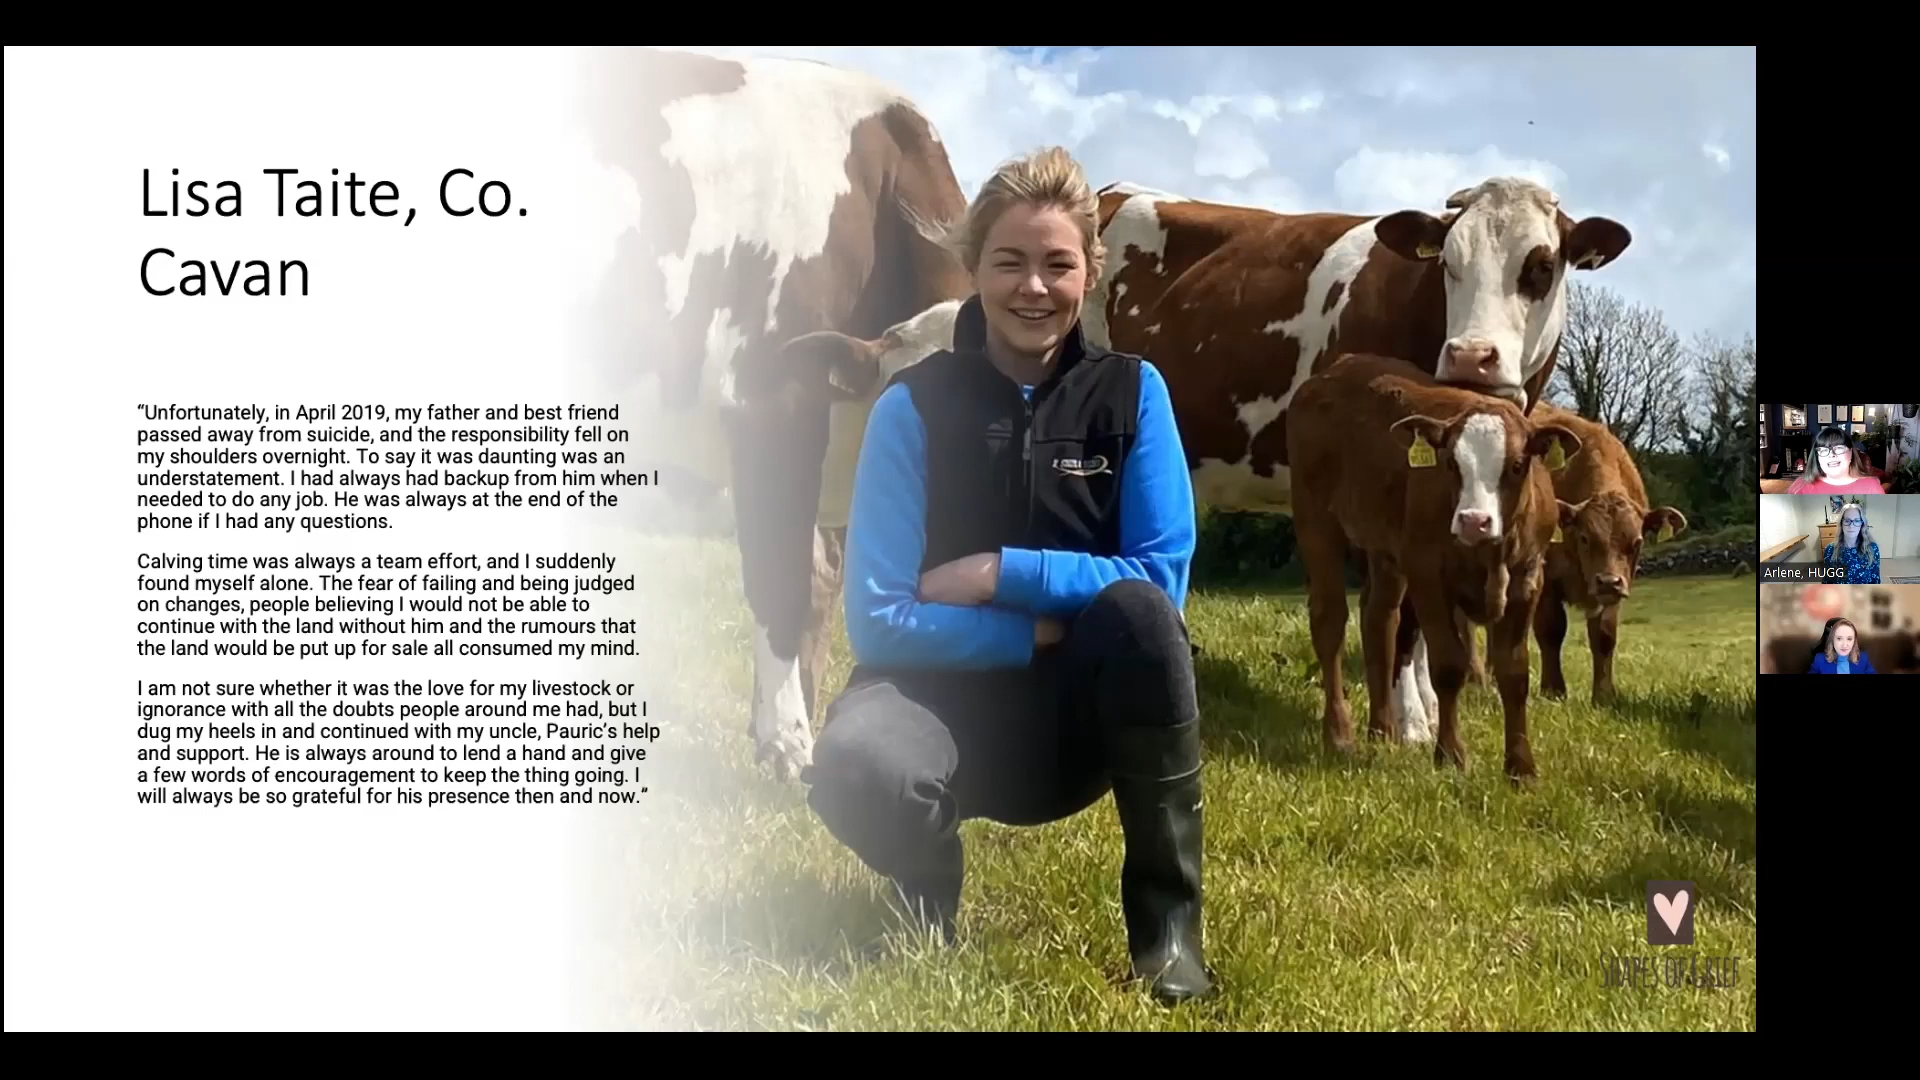 Lisa Taite, Co.
Cavan
“Unfortunately, in April 2019, my father and best friend
passed away from suicide, and the responsibility fell on
my shoulders overnight. To say it was daunting was an
understatement. I had always had backup from him when I
needed to do any job. He was always at the end of the
phone if I had any questions.
Calving time was always a team effort, and I suddenly
found myself alone. The fear of failing and being judged
on changes, people believing I would not be able to
continue with the land without him and the rumours that
the land would be put up for sale all consumed my mind.
I am not sure whether it was the love for my livestock or
ignorance with all the doubts people around me had, but I
dug my heels in and continued with my uncle, Pauric’s help
and support. He is always around to lend a hand and give
a few words of encouragement to keep the thing going. I
will always be so grateful for his presence then and now.”
SHAPES OF GRIEF
Arlene, HUGG